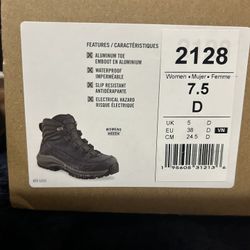 FEATURES / CARACTÉRISTIQUES
ALUMINUM TOE
EMBOUT EN ALUMINIUM
WATERPROOF
IMPERMÉABLE
SLIP RESISTANT
ANTIDÉRAPANTE
ELECTRICAL HAZARD
RISQUE ÉLECTRIQUE
WOMENS
2128
Women • Mujer • Femme
7.5
D
UK 5 D
EU 38 D VN
CM 24.5 D